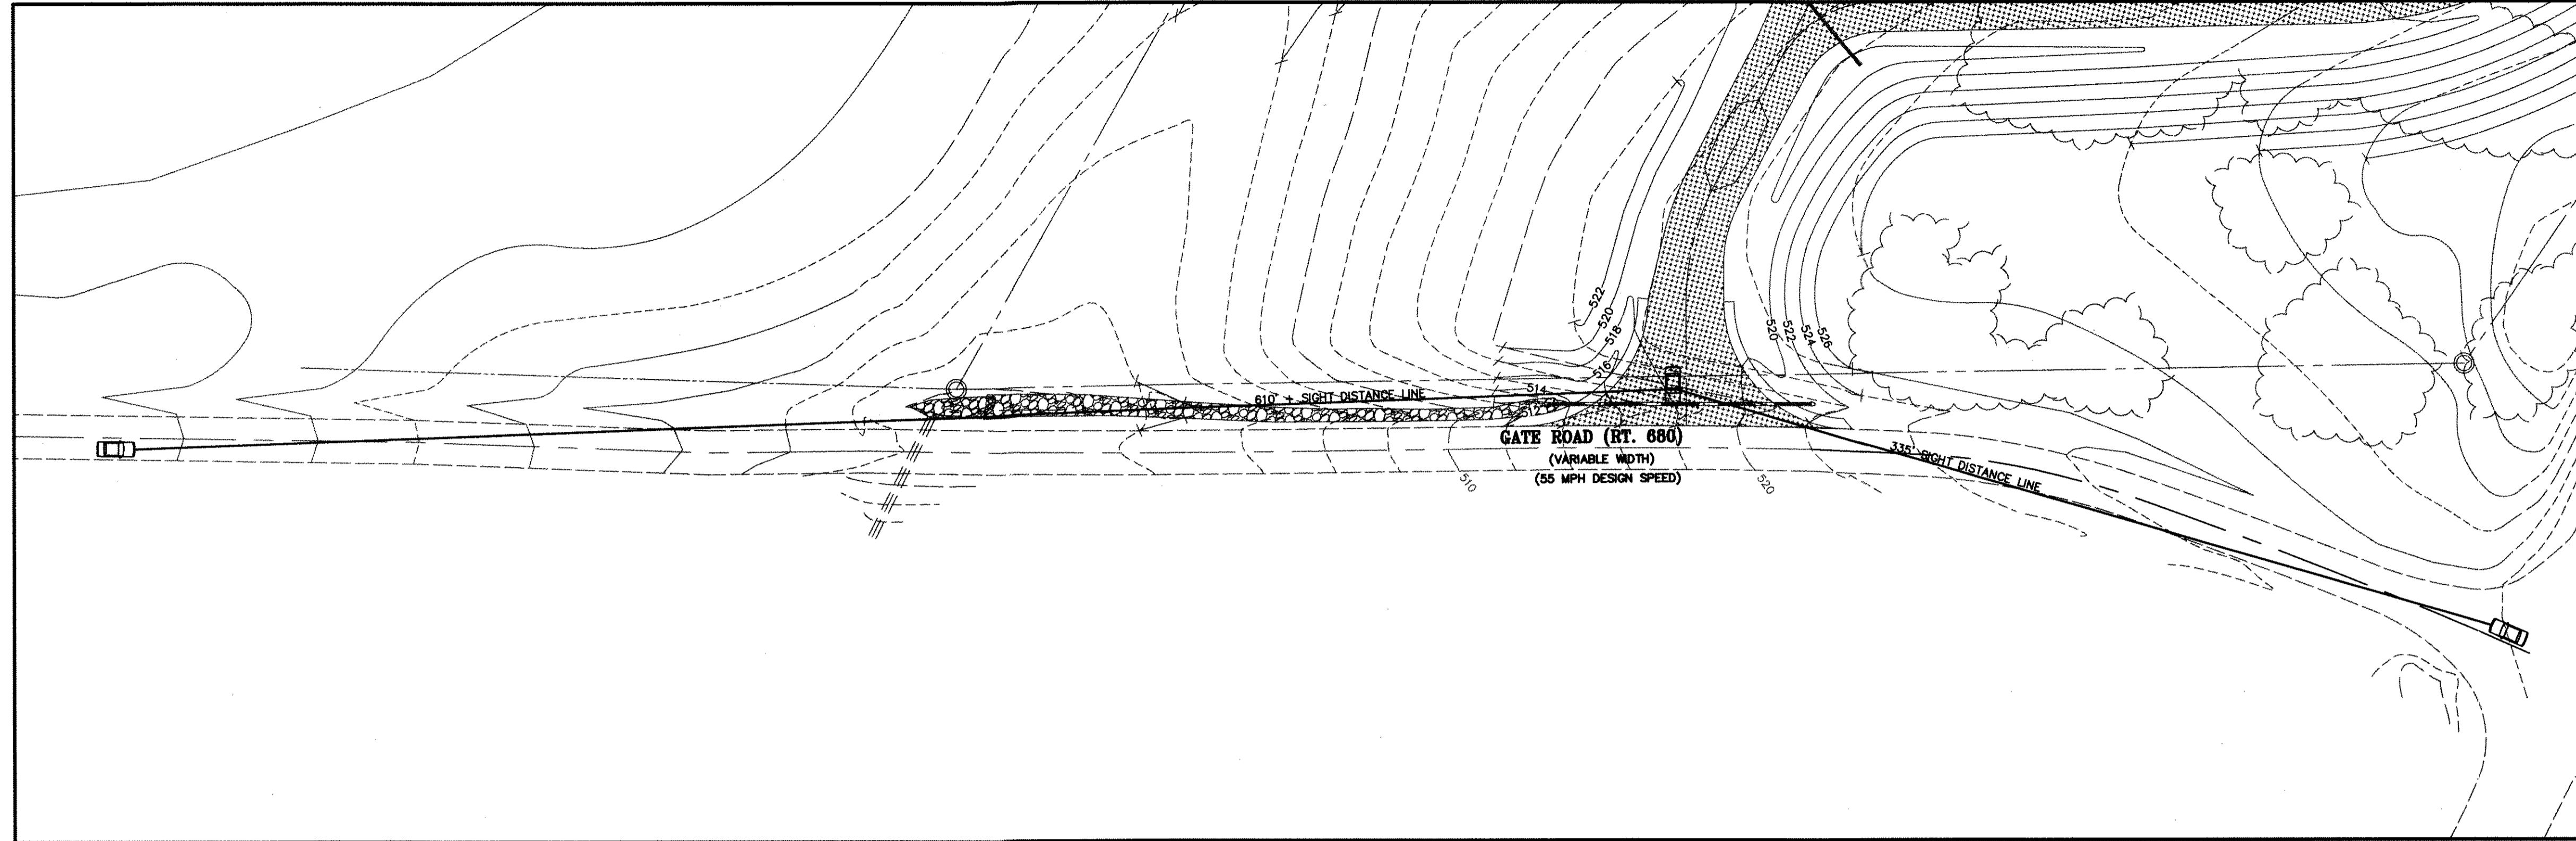 522
520
518
516
514
512
520
522
524
526
610' + SIGHT DISTANCE LINE
GATE ROAD (RT. 680)
(VARIABLE WIDTH)
(55 MPH DESIGN SPEED)
335' SIGHT DISTANCE LINE
510
520